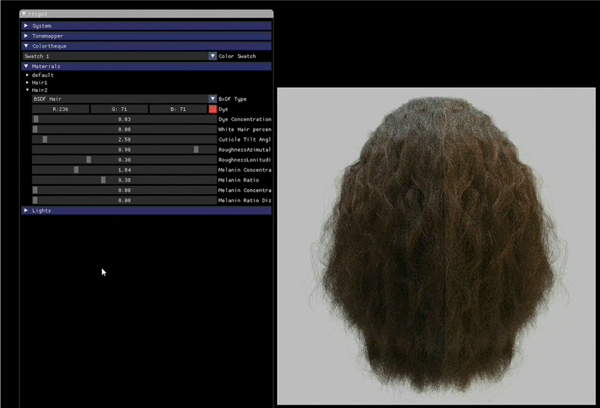 System
Tonemapper
Colortheque
Swatch 1 Color Swatch
Materials
default
Hair1
Hair2
BSDF Hair BxDF Type
R:236 G: 71 B: 71 Dye
0.03 Dye Concentration
0.00 White Hair percen
2.50 Cuticle Tilt Angl
0.90 RoughnessAzimutal
0.30 RoughnessLonitudi
1.84 Melanin Concentra
0.30 Melanin Ratio
0.00 Melanin Concentra
0.00 Melanin Ratio Dis
Lights